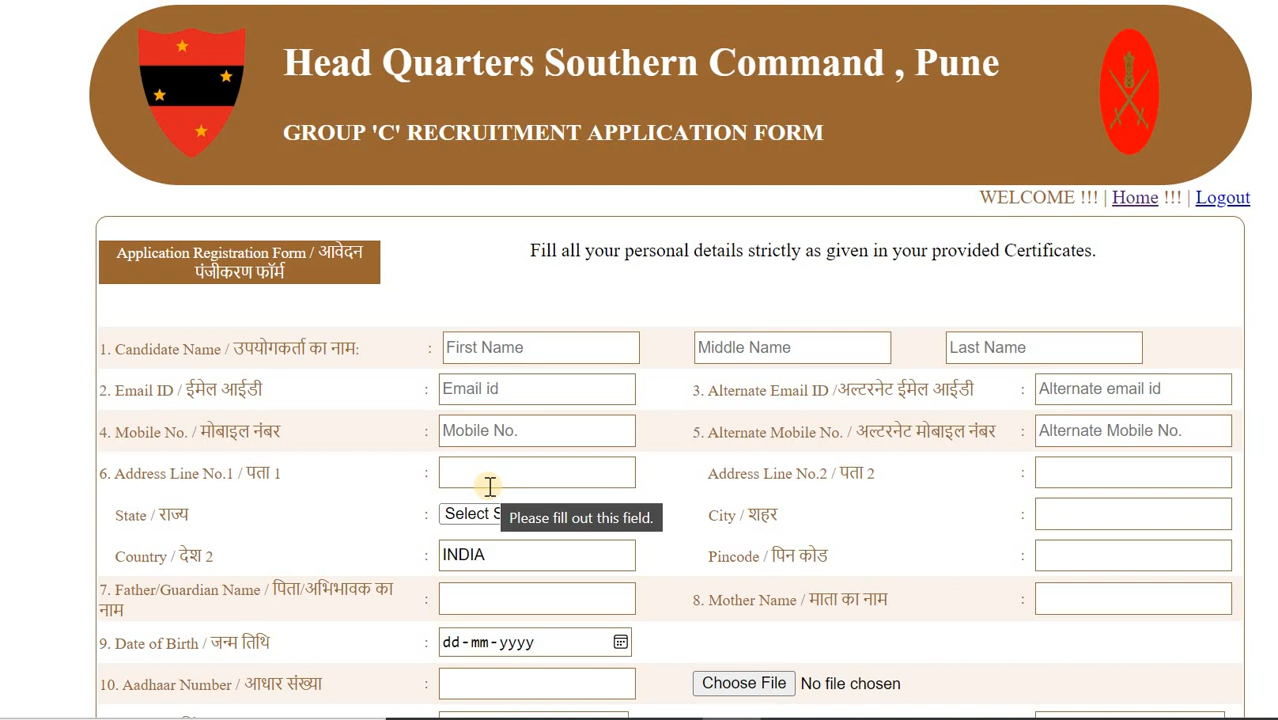 Head Quarters Southern Command , Pune
GROUP 'C' RECRUITMENT APPLICATION FORM
WELCOME !!! | Home !!! | Logout
Application Registration Form / आवेदन
पंजीकरण फॉर्म
Fill all your personal details strictly as given in your provided Certificates.
1. Candidate Name / उपयोगकर्ता का नाम: : First Name Middle Name Last Name
2. Email ID / ईमेल आईडी : Email id 3. Alternate Email ID /अल्टरनेट ईमेल आईडी : Alternate email id
4. Mobile No. / मोबाइल नंबर : Mobile No. 5. Alternate Mobile No. / अल्टरनेट मोबाइल नंबर : Alternate Mobile No.
6. Address Line No.1 / पता 1 : Address Line No.2 / पता 2 :
State / राज्य : Select S City / शहर :
Please fill out this field.
Country / देश 2 : INDIA Pincode / पिन कोड :
7. Father/Guardian Name / पिता/अभिभावक का
नाम : 8. Mother Name / माता का नाम :
9. Date of Birth / जन्म तिथि : dd-mm-yyyy
10. Aadhaar Number / आधार संख्या : Choose File No file chosen